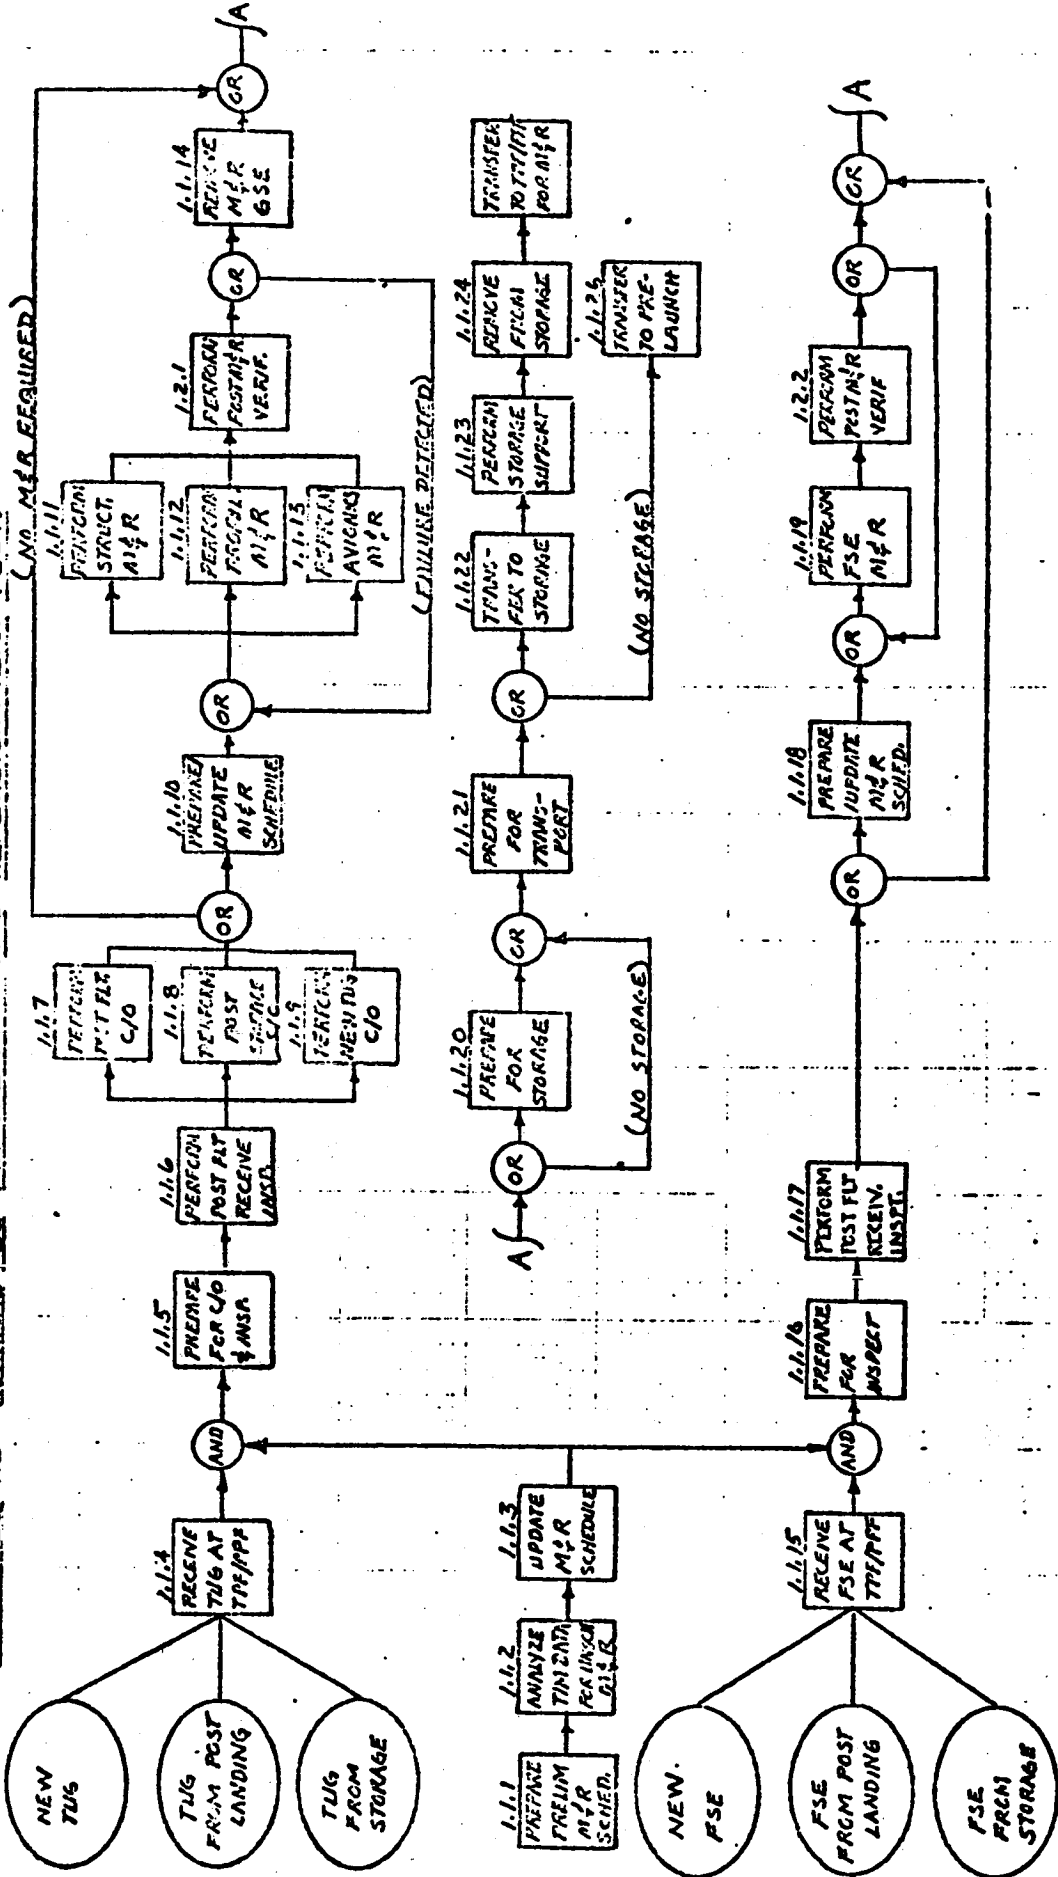 NEW
TUG
TUG
FROM POST
LANDING
TUG
FROM
STORAGE
1.1.4
RECEIVE
TUG AT
TPF/PPF
AND
1.1.5
PREPARE
FOR C/O
& INSP.
1.1.6
PERFORM
POST FLT
RECEIVE
INSP.
1.1.7
PERFORM
POST FLT.
C/O
1.1.8
PERFORM
POST
STORAGE
C/O
1.1.9
PERFORM
NEW TUG
C/O
OR
(NO M&R REQUIRED)
1.1.10
PREPARE/
UPDATE
M&R
SCHEDULE
OR
1.1.11
PERFORM
STRUCT.
M&R
1.1.12
PERFORM
PROPUL
M&R
1.1.13
PERFORM
AVIONICS
M&R
1.2.1
PERFORM
POST M&R
VERIF.
OR
(FAILURE DETECTED)
1.1.14
REMOVE
M&R
GSE
OR
A
1.1.1
PREPARE
PRELIM
M&R
SCHED.
1.1.2
ANALYZE
DATA
M&R
1.1.3
UPDATE
M&R
SCHEDULE
A
OR
1.1.20
PREPARE
FOR
STORAGE
(NO STORAGE)
OR
1.1.21
PREPARE
FOR
TRANS-
PORT
OR
1.1.22
TRANS-
FER TO
STORAGE
1.1.23
PERFORM
STORAGE
SUPPORT
1.1.24
REMOVE
FROM
STORAGE
TRANSFER
FOR M&R
(NO STORAGE)
1.1.26
TRANSFER
TO PRE-
LAUNCH
NEW
FSE
FSE
FROM POST
LANDING
FSE
FROM
STORAGE
1.1.15
RECEIVE
FSE AT
TPF/PPF
AND
1.1.16
PREPARE
FOR
INSPECT
1.1.17
PERFORM
POST FLT
RECEIV.
INSPT.
OR
1.1.18
PREPARE
/UPDATE
M&R
SCHED.
OR
1.1.19
PERFORM
FSE
M&R
1.2.2
PERFORM
POST M&R
VERIF
OR
OR
A